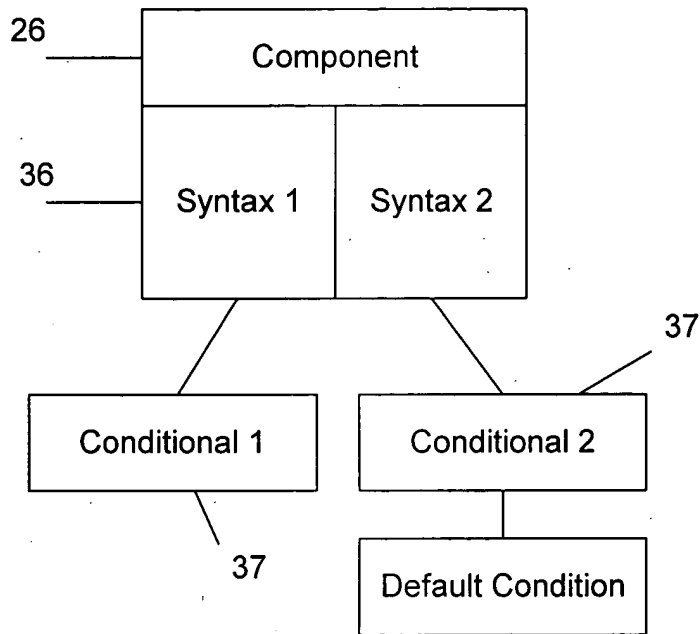 26
Component
36
Syntax 1
Syntax 2
37
Conditional 1
Conditional 2
37
Default Condition